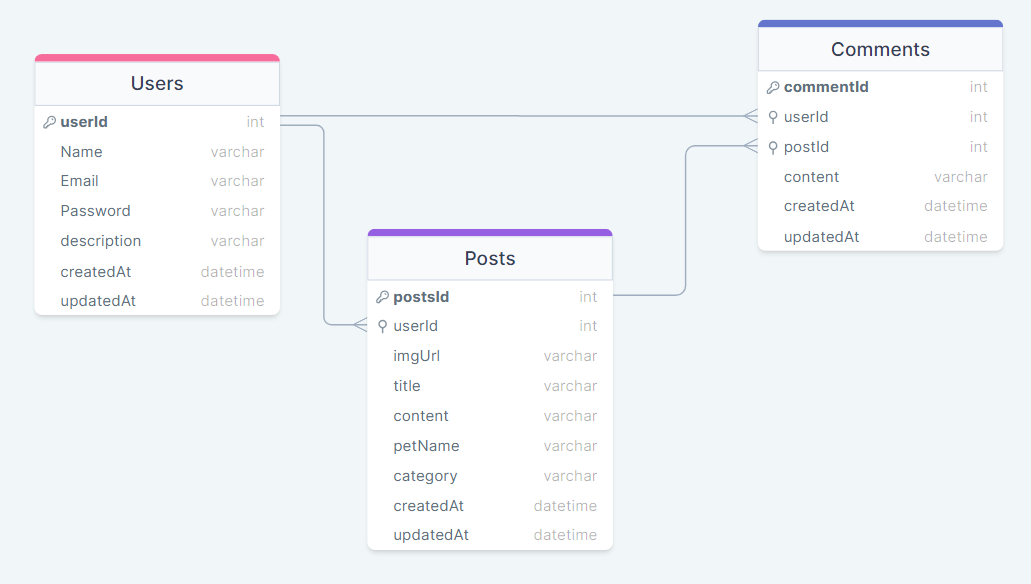 Users
userId int
Name varchar
Email varchar
Password varchar
description varchar
createdAt datetime
updatedAt datetime
Posts
postsId int
userId int
imgUrl varchar
title varchar
content varchar
petName varchar
category varchar
createdAt datetime
updatedAt datetime
Comments
commentId int
userId int
postId int
content varchar
createdAt datetime
updatedAt datetime